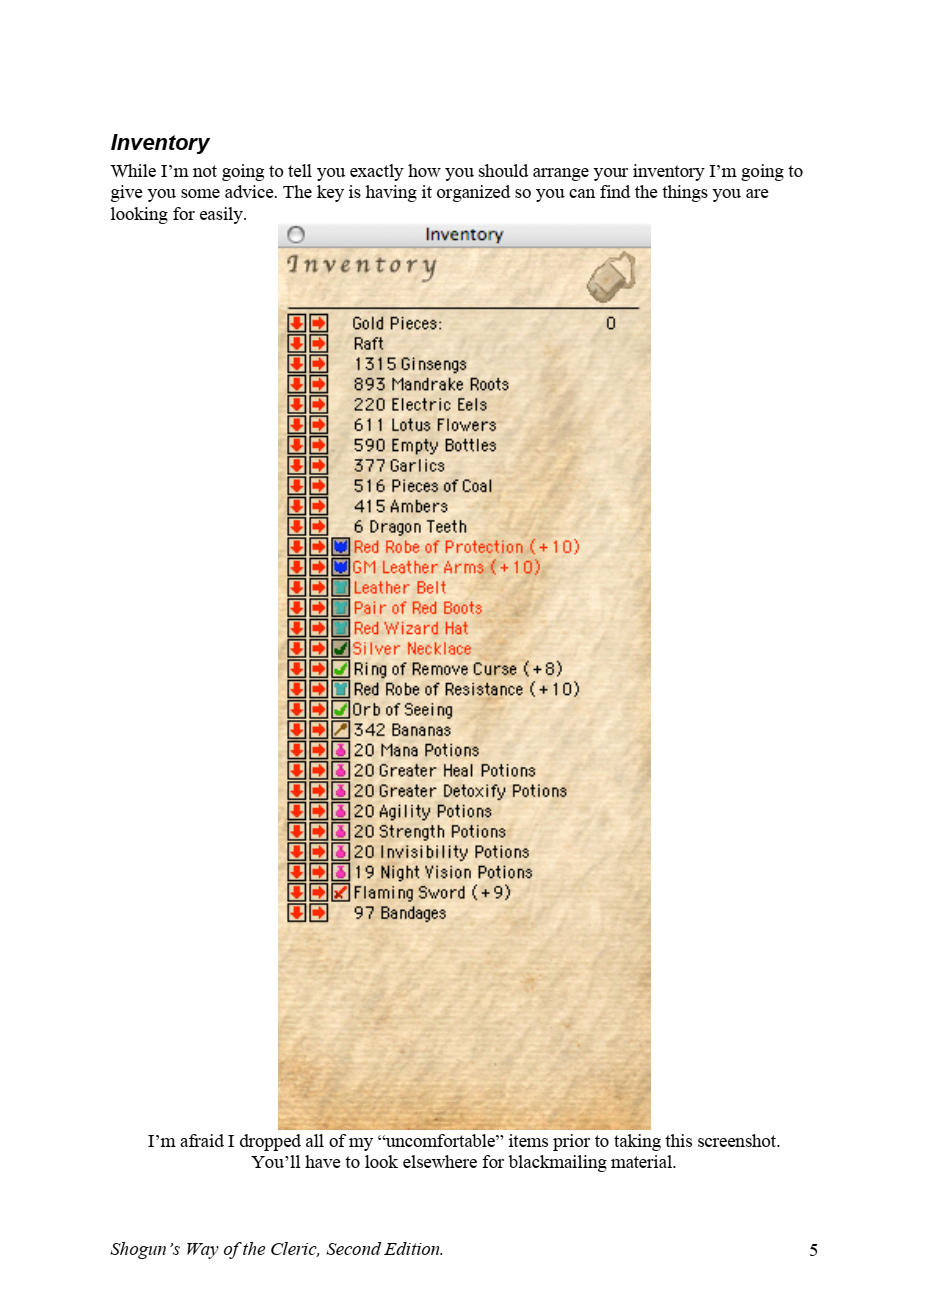 Inventory
While I’m not going to tell you exactly how you should arrange your inventory I’m going to
give you some advice. The key is having it organized so you can find the things you are
looking for easily.
Inventory
Inventory
Gold Pieces: 0
Raft
1315 Ginsengs
893 Mandrake Roots
220 Electric Eels
611 Lotus Flowers
590 Empty Bottles
377 Garlics
516 Pieces of Coal
415 Ambers
6 Dragon Teeth
Red Robe of Protection (+10)
GM Leather Arms (+10)
Leather Belt
Pair of Red Boots
Red Wizard Hat
Silver Necklace
Ring of Remove Curse (+8)
Red Robe of Resistance (+10)
Orb of Seeing
342 Bananas
20 Mana Potions
20 Greater Heal Potions
20 Greater Detoxify Potions
20 Agility Potions
20 Strength Potions
20 Invisibility Potions
19 Night Vision Potions
Flaming Sword (+9)
97 Bandages
I’m afraid I dropped all of my “uncomfortable” items prior to taking this screenshot.
You’ll have to look elsewhere for blackmailing material.
Shogun’s Way of the Cleric, Second Edition. 5